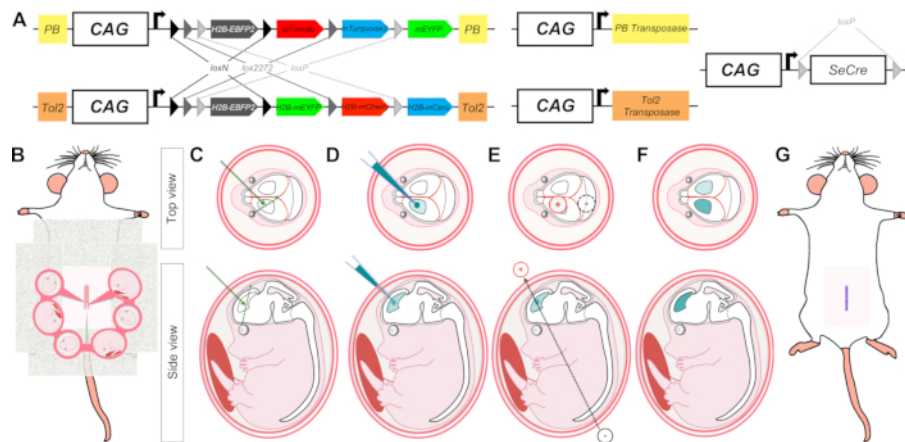 A
PB CAG H2B-EBFP2 tdTomato mTurquoise2 mEYFP PB CAG PB Transposase
loxP
loxN lox2272 loxP
CAG SeCre
Tol2 CAG H2B-EBFP2 H2B-mEYFP H2B-mCherry H2B-mCerulean Tol2 CAG Tol2
Transposase
B C D E F G
Top view
Side view